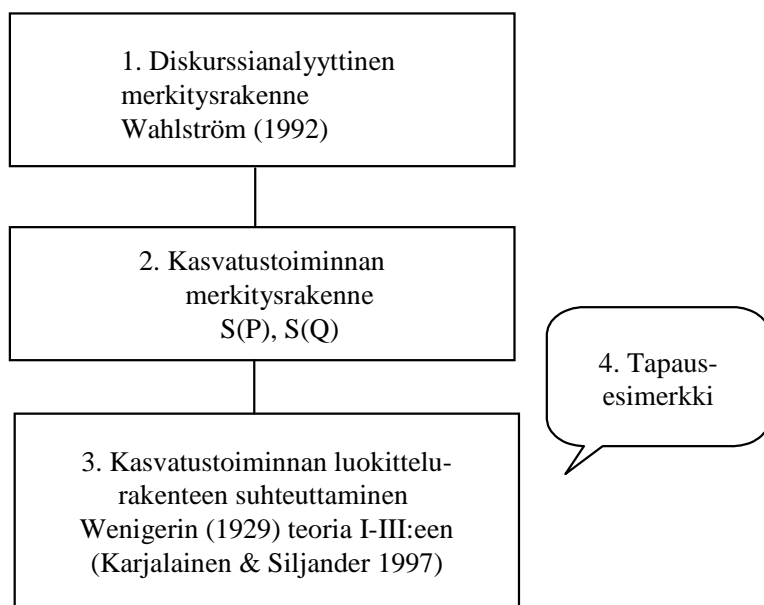 1. Diskurssianalyyttinen
merkitysrakenne
Wahlström (1992)
2. Kasvatustoiminnan
merkitysrakenne
S(P), S(Q)
4. Tapaus-
esimerkki
3. Kasvatustoiminnan luokittelu-
rakenteen suhteuttaminen
Wenigerin (1929) teoria I-III:een
(Karjalainen & Siljander 1997)